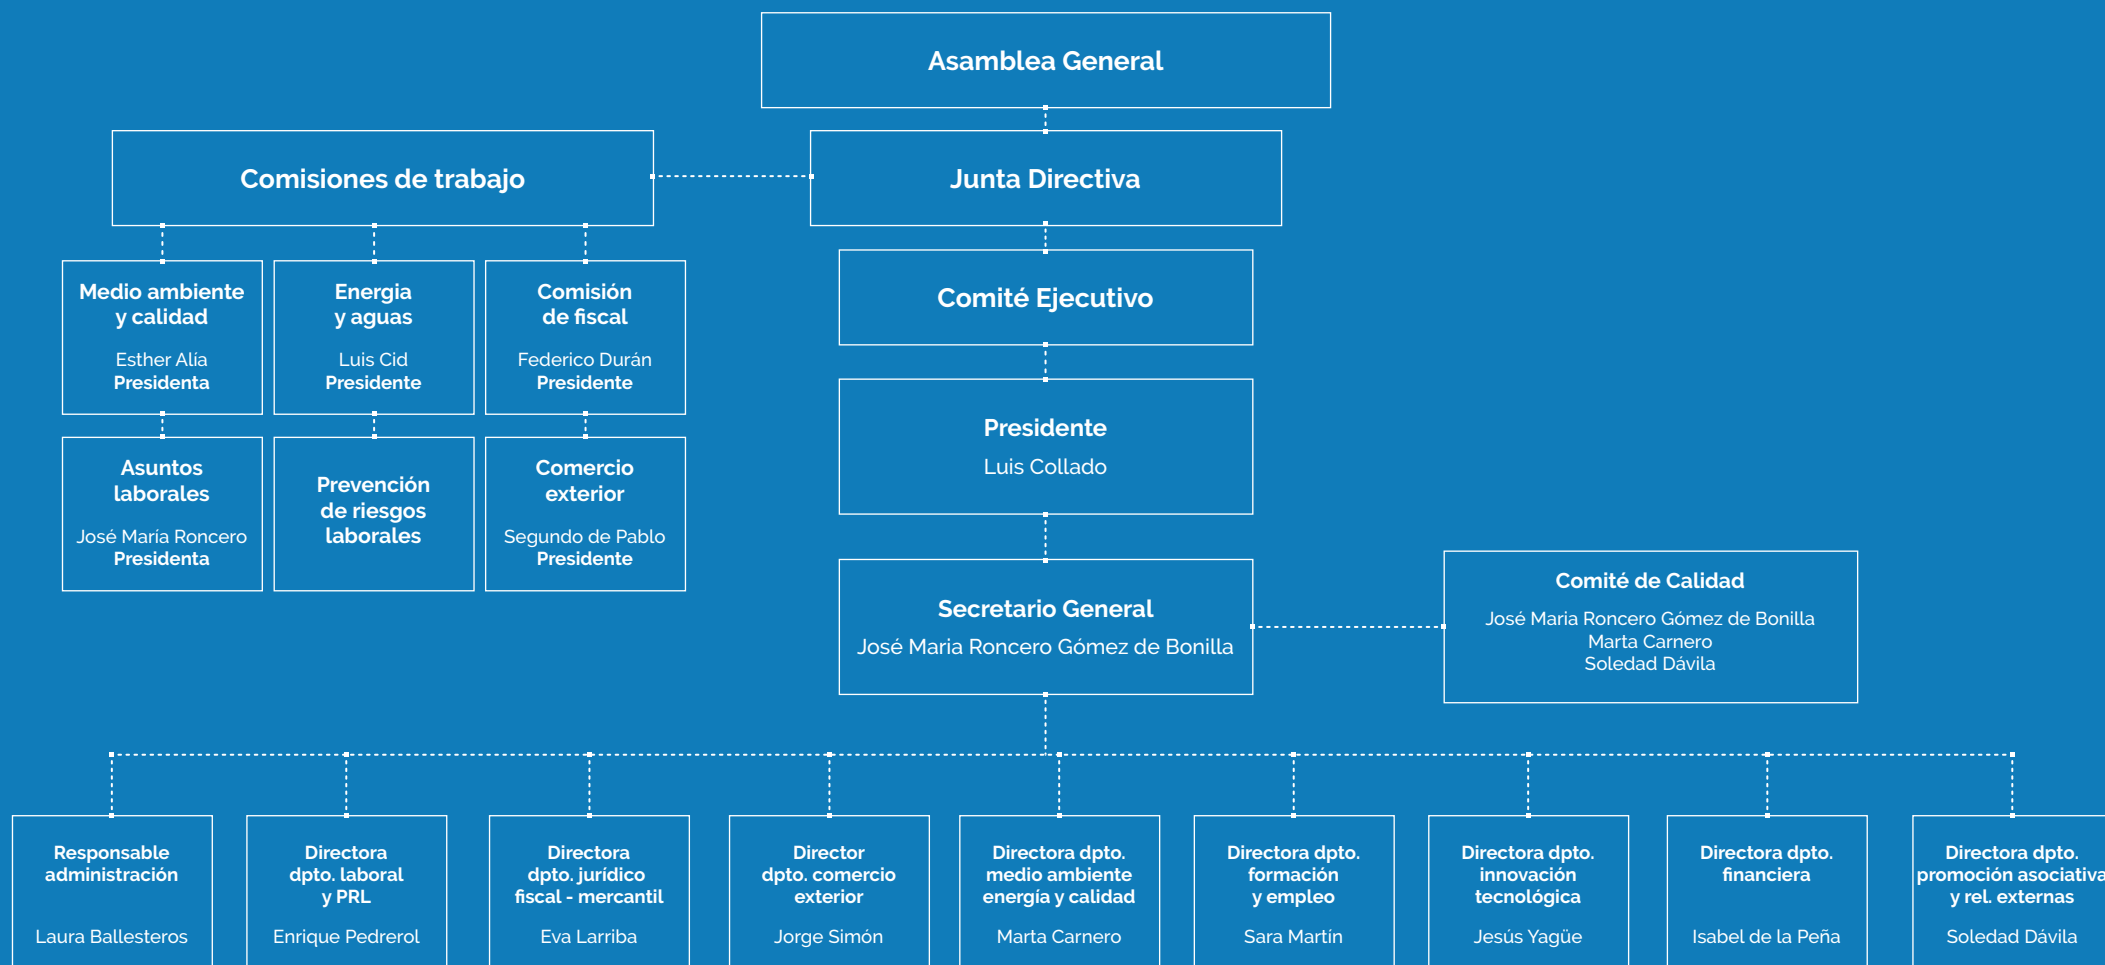 Asamblea General
Comisiones de trabajo
Junta Directiva
Medio ambiente
y calidad
Esther Alía
Presidenta
Energia
y aguas
Luis Cid
Presidente
Comisión
de fiscal
Federico Durán
Presidente
Comité Ejecutivo
Asuntos
laborales
José María Roncero
Presidenta
Prevención
de riesgos
laborales
Comercio
exterior
Segundo de Pablo
Presidente
Presidente
Luis Collado
Secretario General
José Maria Roncero Gómez de Bonilla
Comité de Calidad
José Maria Roncero Gómez de Bonilla
Marta Carnero
Soledad Dávila
Responsable
administración
Laura Ballesteros
Directora
dpto. laboral
y PRL
Enrique Pedrerol
Directora
dpto. jurídico
fiscal - mercantil
Eva Larriba
Director
dpto. comercio
exterior
Jorge Simón
Directora dpto.
medio ambiente
energía y calidad
Marta Carnero
Directora dpto.
formación
y empleo
Sara Martín
Directora dpto.
innovación
tecnológica
Jesús Yagüe
Directora dpto.
financiera
Isabel de la Peña
Directora dpto.
promoción asociativa
y rel. externas
Soledad Dávila